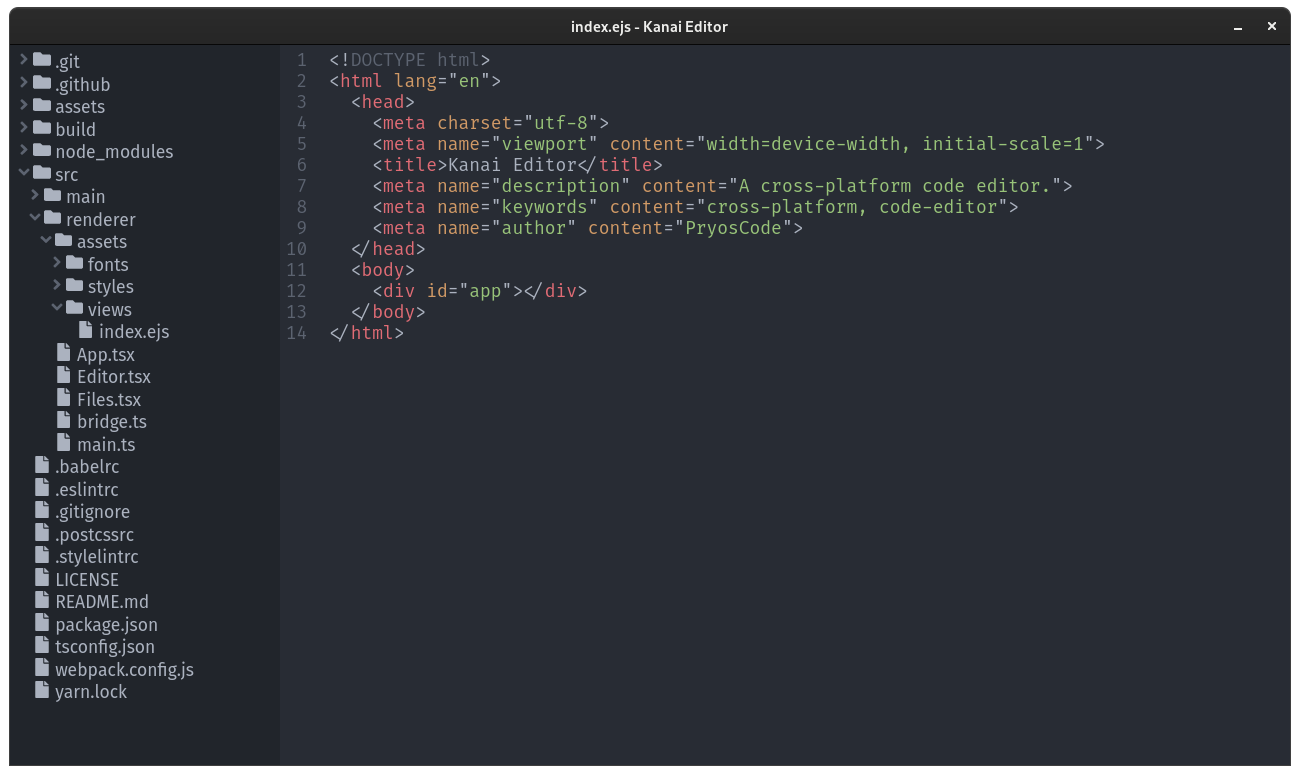 index.ejs - Kanai Editor
.git
.github
assets
build
node_modules
src
main
renderer
assets
fonts
styles
views
index.ejs
App.tsx
Editor.tsx
Files.tsx
bridge.ts
main.ts
.babelrc
.eslintrc
.gitignore
.postcssrc
.stylelintrc
LICENSE
README.md
package.json
tsconfig.json
webpack.config.js
yarn.lock
1 <!DOCTYPE html>
2 <html lang="en">
3   <head>
4     <meta charset="utf-8">
5     <meta name="viewport" content="width=device-width, initial-scale=1">
6     <title>Kanai Editor</title>
7     <meta name="description" content="A cross-platform code editor.">
8     <meta name="keywords" content="cross-platform, code-editor">
9     <meta name="author" content="PryosCode">
10   </head>
11   <body>
12     <div id="app"></div>
13   </body>
14 </html>